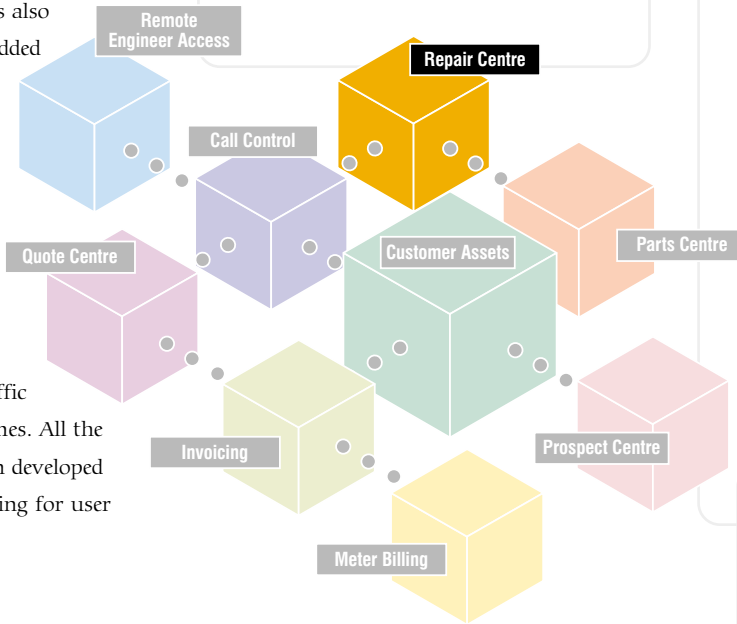 s also
dded
ffic
nes. All the
n developed
ing for user
Remote
Engineer Access
Repair Centre
Call Control
Quote Centre
Customer Assets
Parts Centre
Invoicing
Prospect Centre
Meter Billing